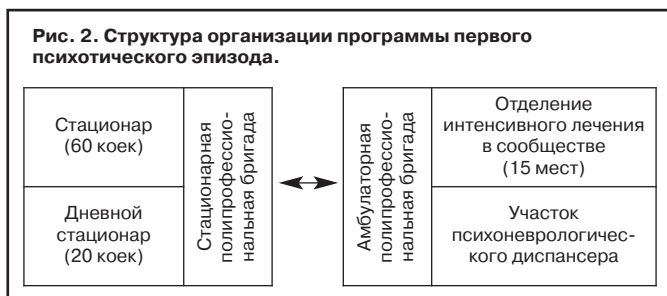 Рис. 2. Структура организации программы первого
психотического эпизода.
Стационар
(60 коек)
Дневной
стационар
(20 коек)
Стационарная
полипрофессио-
нальная бригада
Амбулаторная
полипрофессио-
нальная бригада
Отделение
интенсивного лечения
в сообществе
(15 мест)
Участок
психоневрологичес-
кого диспансера